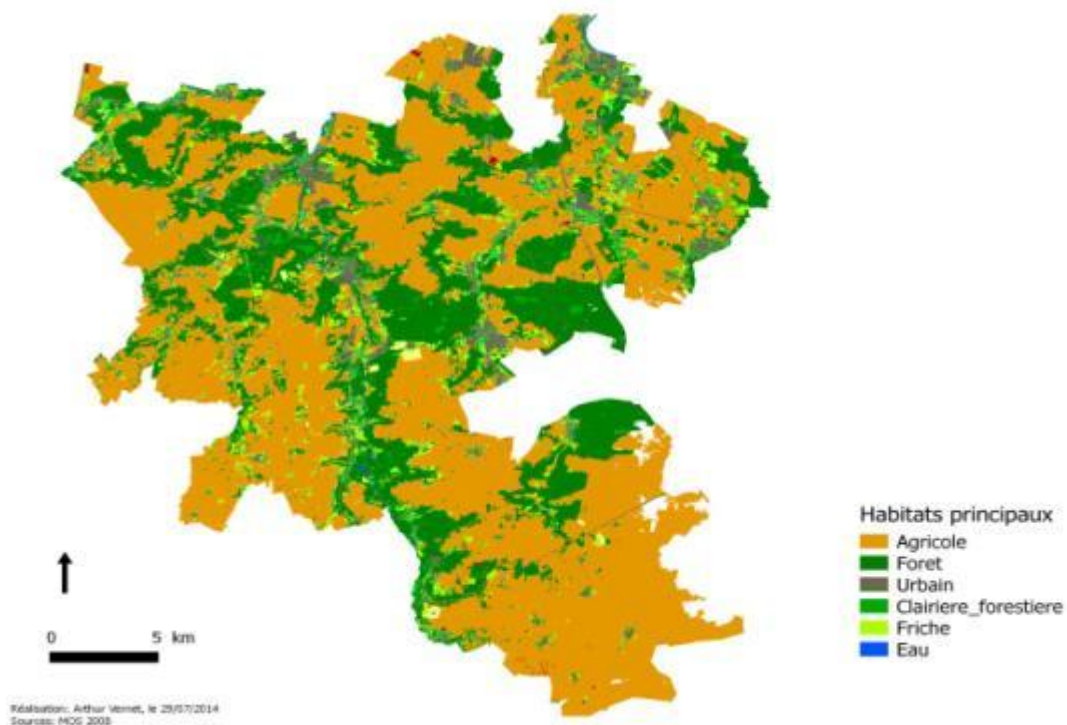 Habitats principaux
Agricole
Foret
Urbain
Clairiere_forestiere
Friche
Eau
0 5 km
Réalisation: Arthur Vernet, le 29/07/2014
Sources: MOS 2008